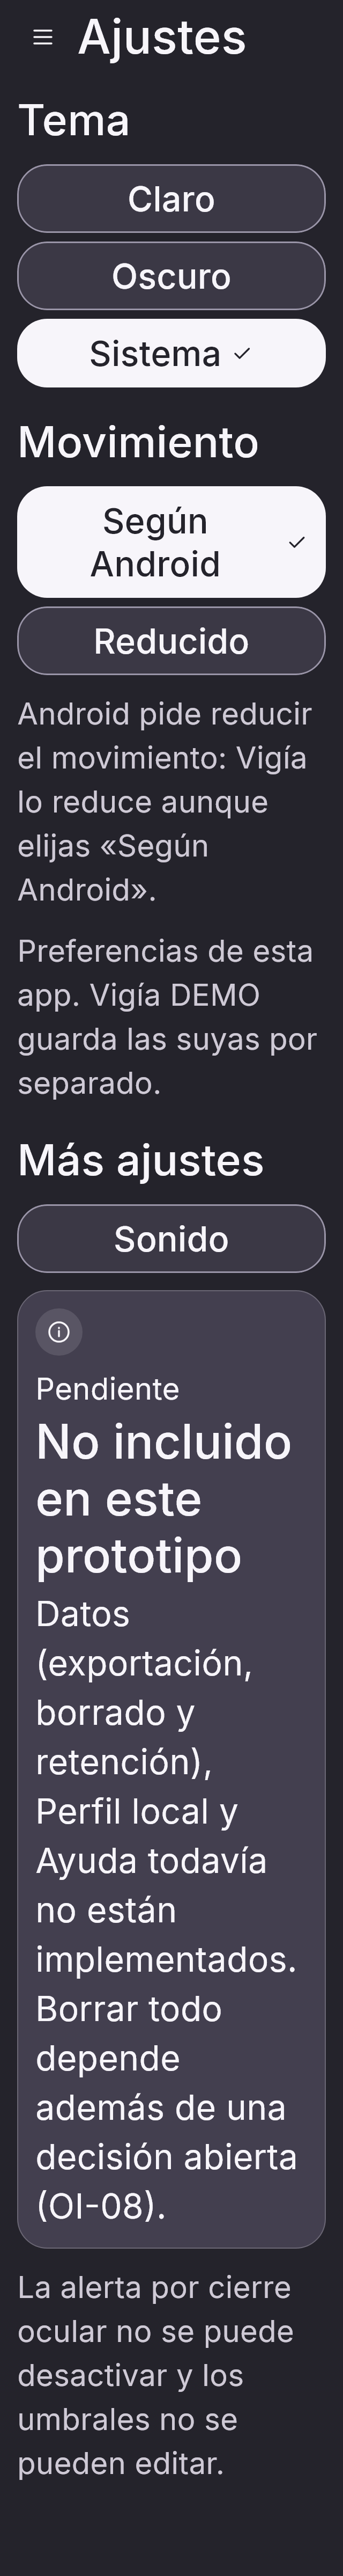 Ajustes
Tema
Claro
Oscuro
Sistema
Movimiento
Según
Android
Reducido
Android pide reducir
el movimiento: Vigía
lo reduce aunque
elijas «Según
Android».
Preferencias de esta
app. Vigía DEMO
guarda las suyas por
separado.
Más ajustes
Sonido
Pendiente
No incluido
en este
prototipo
Datos
(exportación,
borrado y
retención),
Perfil local y
Ayuda todavía
no están
implementados.
Borrar todo
depende
además de una
decisión abierta
(OI-08).
La alerta por cierre
ocular no se puede
desactivar y los
umbrales no se
pueden editar.